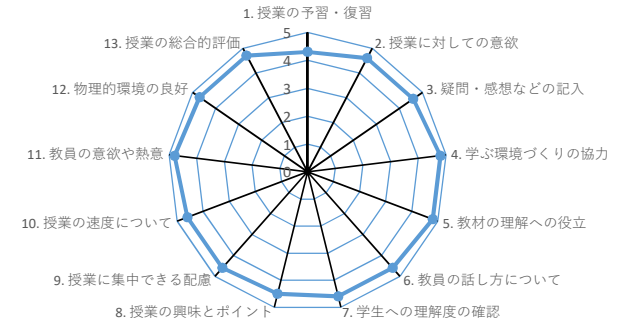 1. 授業の予習・復習
2. 授業に対しての意欲
3. 疑問・感想などの記入
4. 学ぶ環境づくりの協力
5. 教材の理解への役立
6. 教員の話し方について
7. 学生への理解度の確認
8. 授業の興味とポイント
9. 授業に集中できる配慮
10. 授業の速度について
11. 教員の意欲や熱意
12. 物理的環境の良好
13. 授業の総合的評価
5
4
3
2
1
0